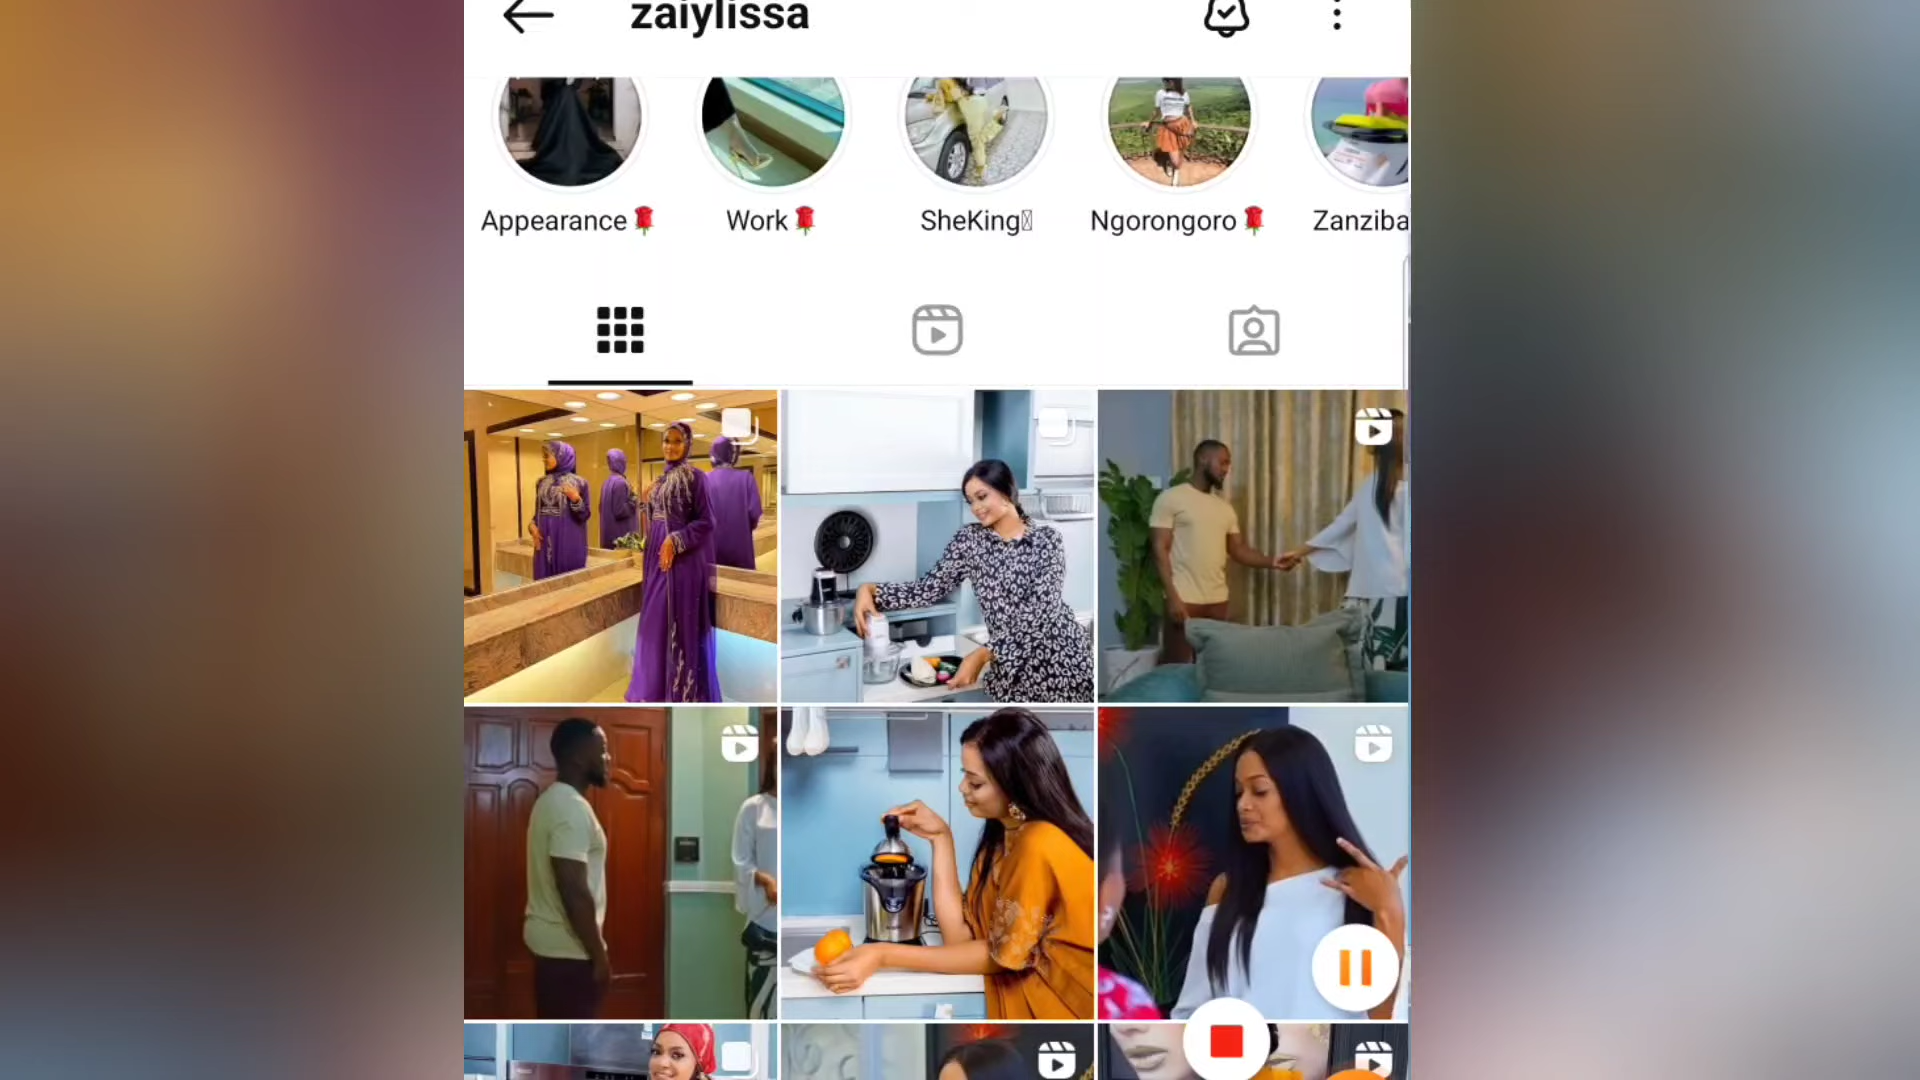 zaiylissa
Appearance🌹
Work🌹
SheKing
Ngorongoro🌹
Zanziba